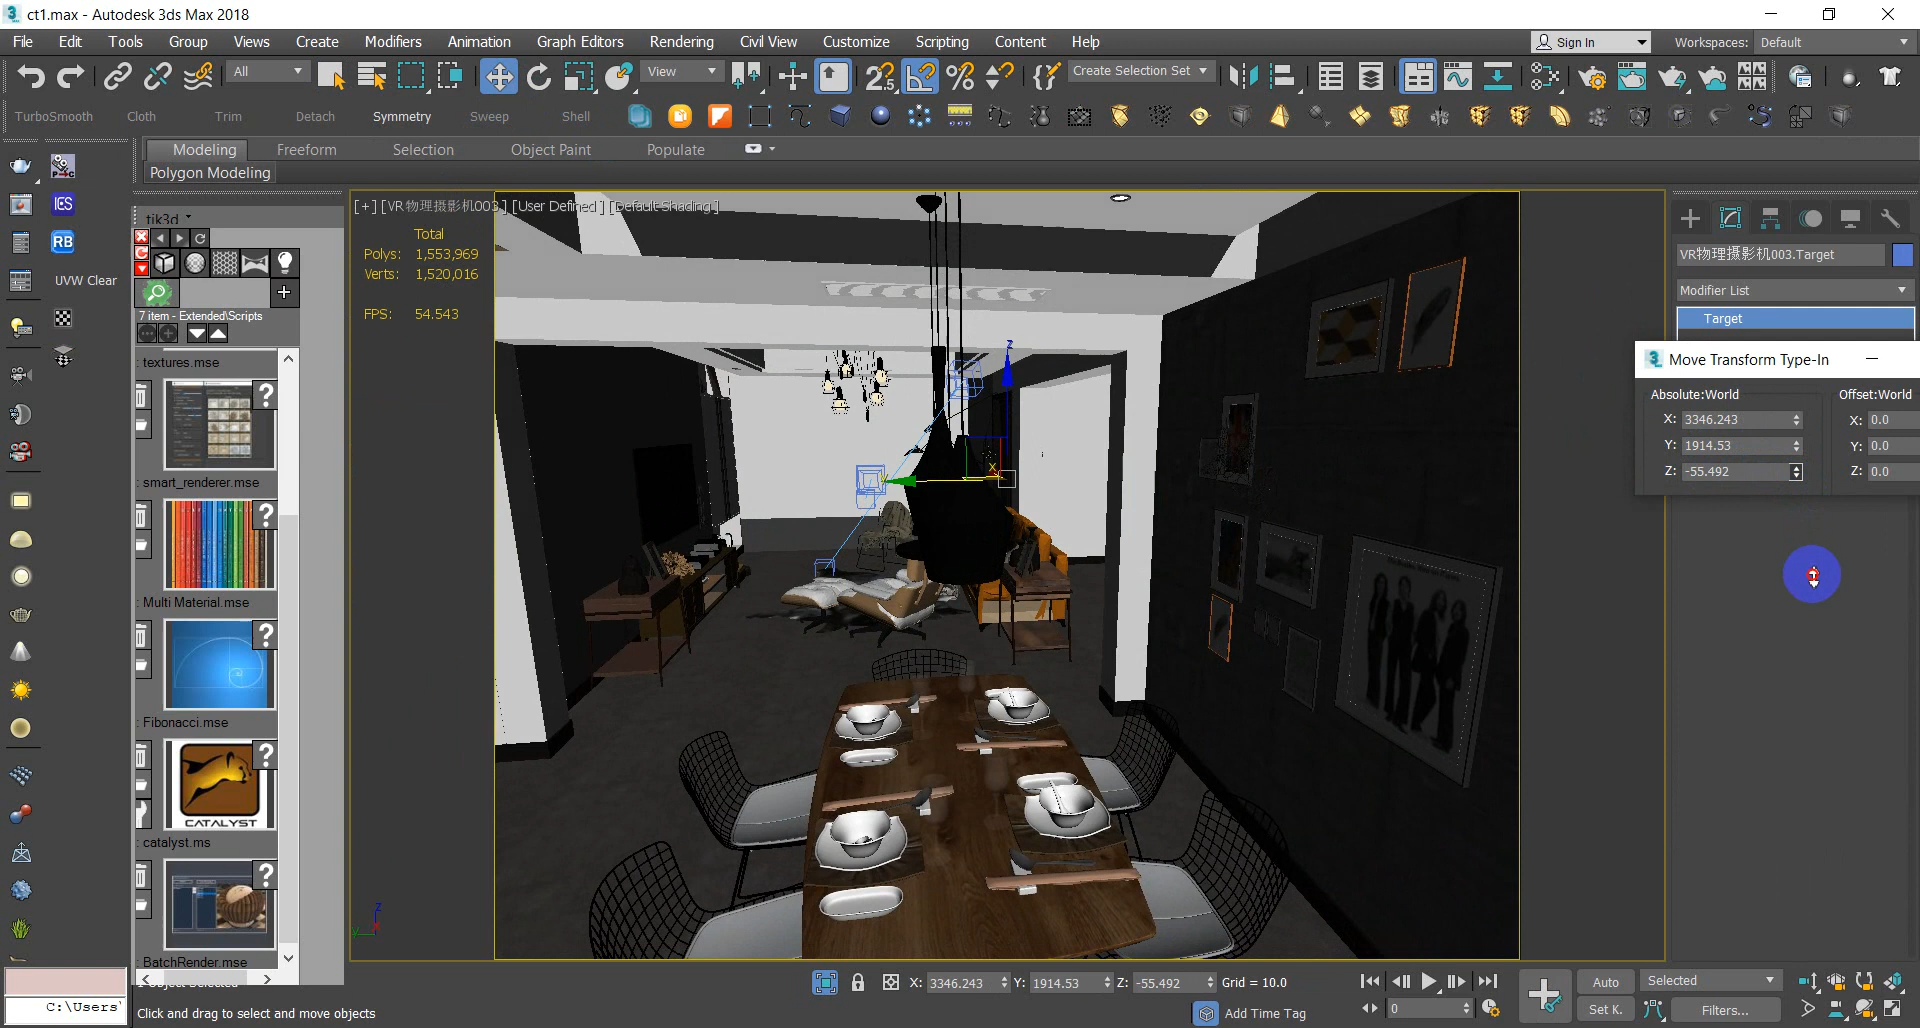 ct1.max - Autodesk 3ds Max 2018
File Edit Tools Group Views Create Modifiers Animation Graph Editors Rendering Civil View Customize Scripting Content Help
Sign In Workspaces: Default
All View Create Selection Set
TurboSmooth Cloth Trim Detach Symmetry Sweep Shell
Modeling Freeform Selection Object Paint Populate
Polygon Modeling
ICS
RB
UVW Clear
tik3d
7 item - Extended\Scripts
: textures.mse
: smart_renderer.mse
: Multi Material.mse
: Fibonacci.mse
CATALYST
: catalyst.ms
: BatchRender.mse
[+] [VR物理摄影机003 ] [User Defined ] [Default Shading ]
Total
Polys: 1,553,969
Verts: 1,520,016
FPS: 54.543
VR物理摄影机003.Target
Modifier List
Target
Move Transform Type-In
Absolute:World Offset:World
X: 3346.243 X: 0.0
Y: 1914.53 Y: 0.0
Z: -55.492 Z: 0.0
X: 3346.243 Y: 1914.53 Z: -55.492 Grid = 10.0
Auto Selected
C:\Users
Click and drag to select and move objects
Add Time Tag
0
Set K. Filters...